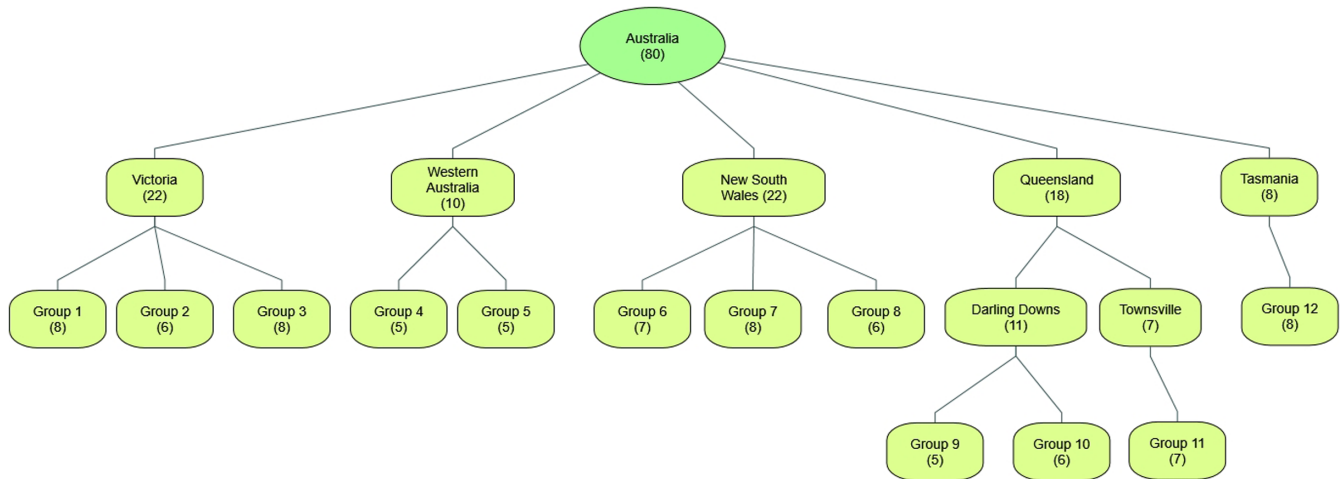 Australia
(80)
Victoria
(22)
Western
Australia
(10)
New South
Wales (22)
Queensland
(18)
Tasmania
(8)
Group 1
(8)
Group 2
(6)
Group 3
(8)
Group 4
(5)
Group 5
(5)
Group 6
(7)
Group 7
(8)
Group 8
(6)
Darling Downs
(11)
Townsville
(7)
Group 12
(8)
Group 9
(5)
Group 10
(6)
Group 11
(7)